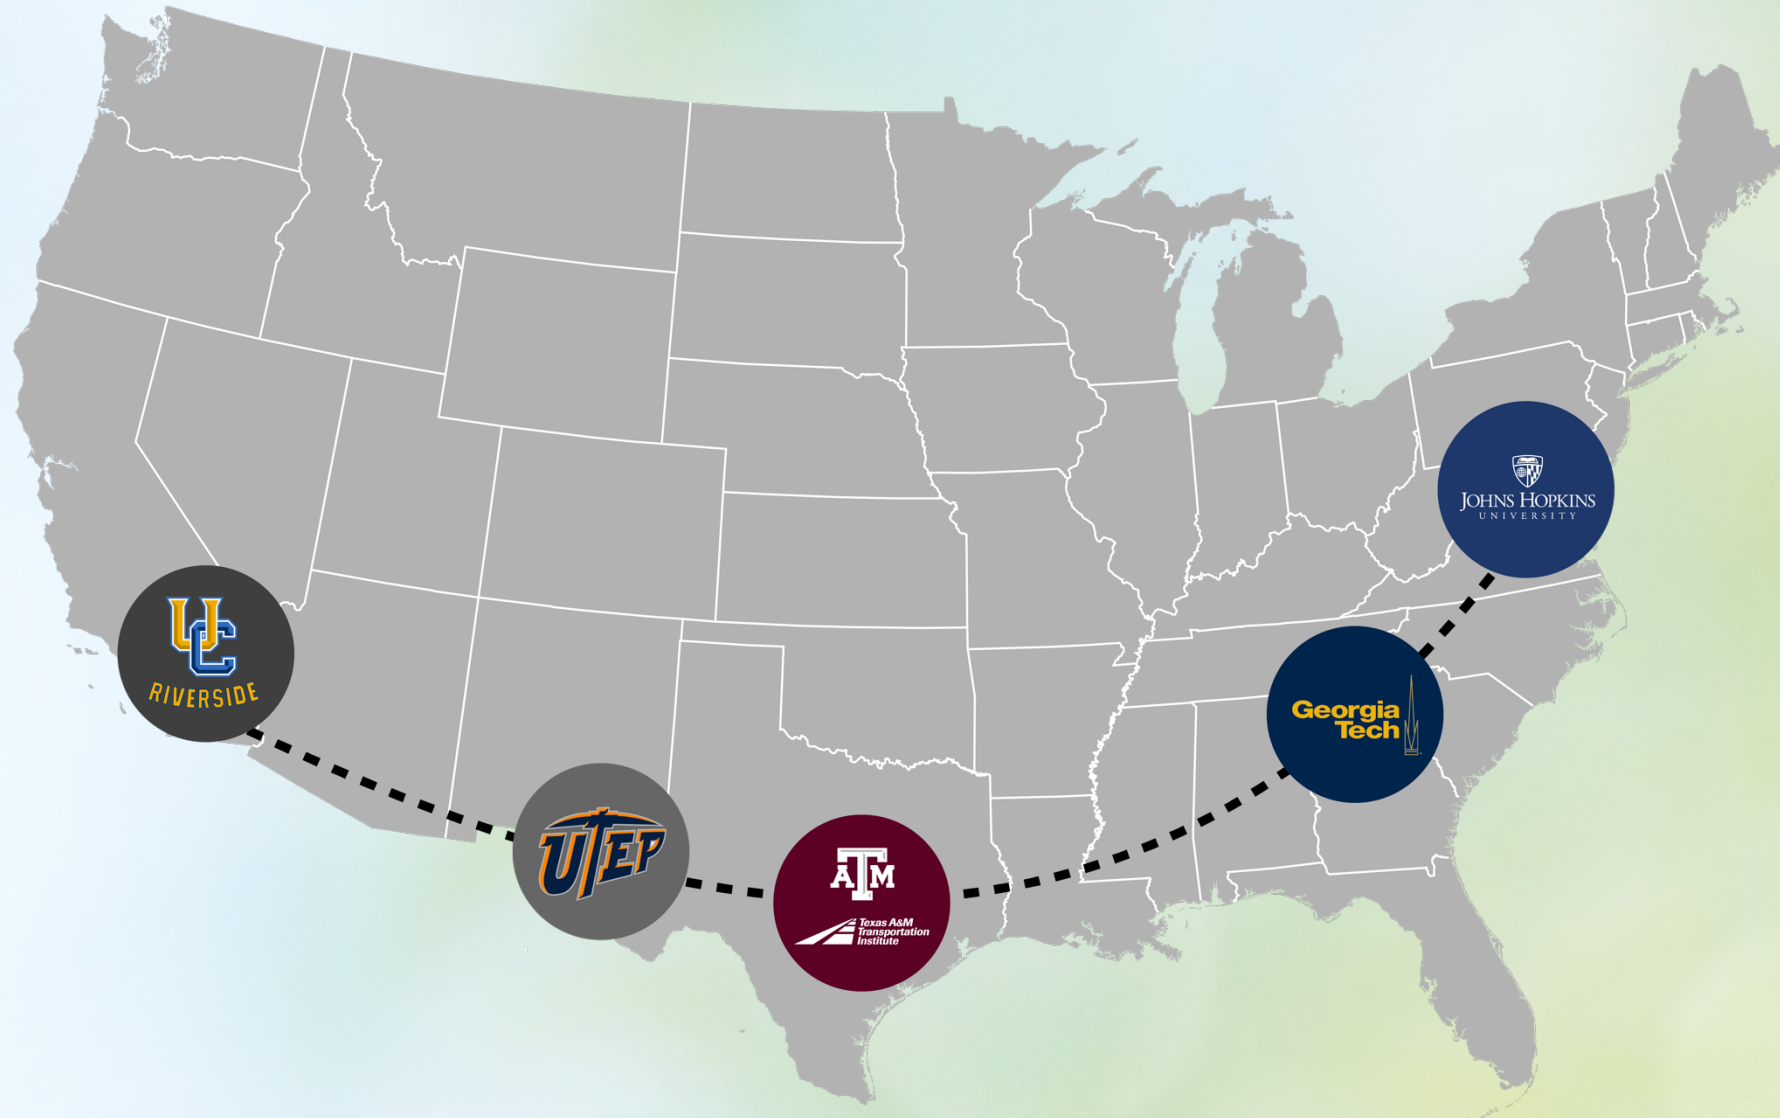 JOHNS HOPKINS
UNIVERSITY
UC
RIVERSIDE
Georgia
Tech
UTEP
ATM
Texas A&M
Transportation
Institute